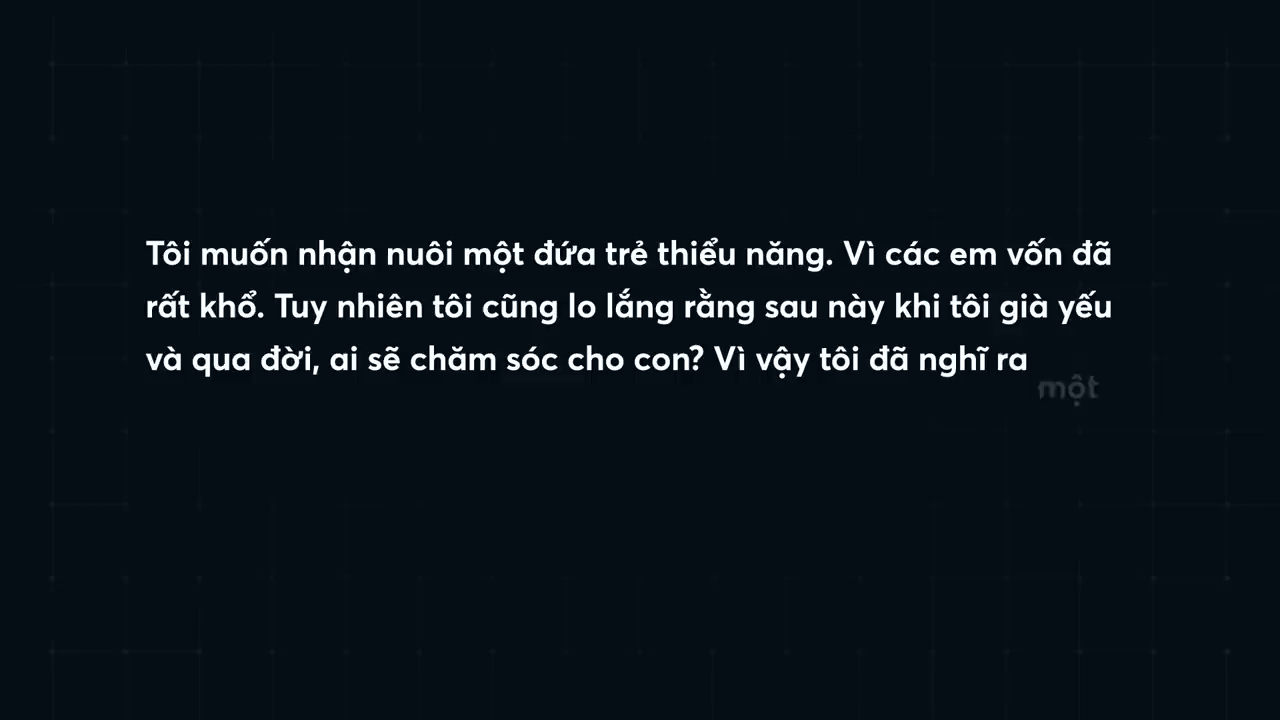 Tôi muốn nhận nuôi một đứa trẻ thiểu năng. Vì các em vốn đã
rất khổ. Tuy nhiên tôi cũng lo lắng rằng sau này khi tôi già yếu
và qua đời, ai sẽ chăm sóc cho con? Vì vậy tôi đã nghĩ ra
một